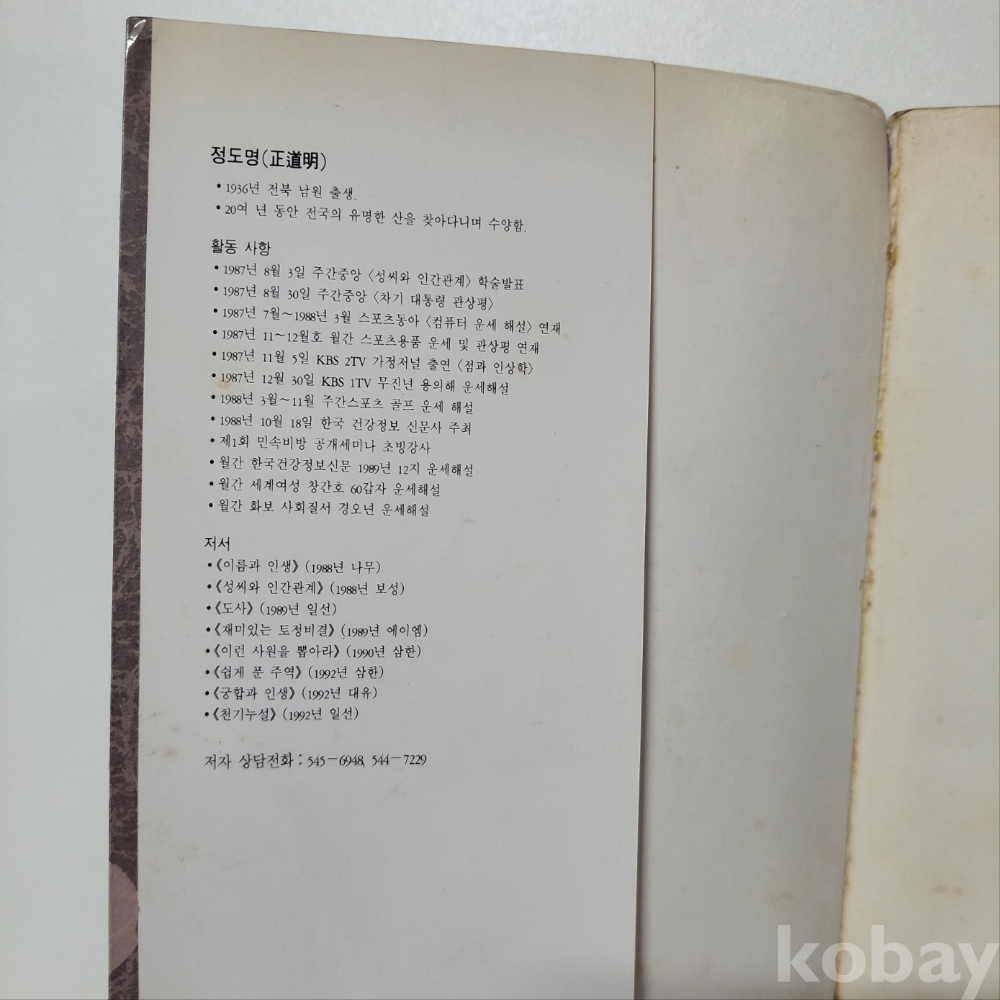 정도명(正道明)
• 1936년 전북 남원 출생.
• 20여 년 동안 전국의 유명한 산을 찾아다니며 수양함.
활동 사항
• 1987년 8월 3일 주간중앙 〈성씨와 인간관계〉 학술발표
• 1987년 8월 30일 주간중앙 〈차기 대통령 관상평〉
• 1987년 7월~1988년 3월 스포츠동아 〈컴퓨터 운세 해설〉 연재
• 1987년 11~12월호 월간 스포츠용품 운세 및 관상평 연재
• 1987년 11월 5일 KBS 2TV 가정저널 출연 〈점과 인상학〉
• 1987년 12월 30일 KBS 1TV 무진년 용의해 운세해설
• 1988년 3월~11월 주간스포츠 골프 운세 해설
• 1988년 10월 18일 한국 건강정보 신문사 주최
• 제1회 민속비방 공개세미나 초빙강사
• 월간 한국건강정보신문 1989년 12지 운세해설
• 월간 세계여성 창간호 60갑자 운세해설
• 월간 화보 사회질서 경오년 운세해설
저서
• 《이름과 인생》 (1988년 나무)
• 《성씨와 인간관계》 (1988년 보성)
• 《도사》 (1989년 일선)
• 《재미있는 토정비결》 (1989년 에이엠)
• 《이런 사원을 뽑아라》 (1990년 삼한)
• 《쉽게 푼 주역》 (1992년 삼한)
• 《궁합과 인생》 (1992년 대유)
• 《천기누설》 (1992년 일선)
저자 상담전화 : 545-6948, 544-7229
kobay